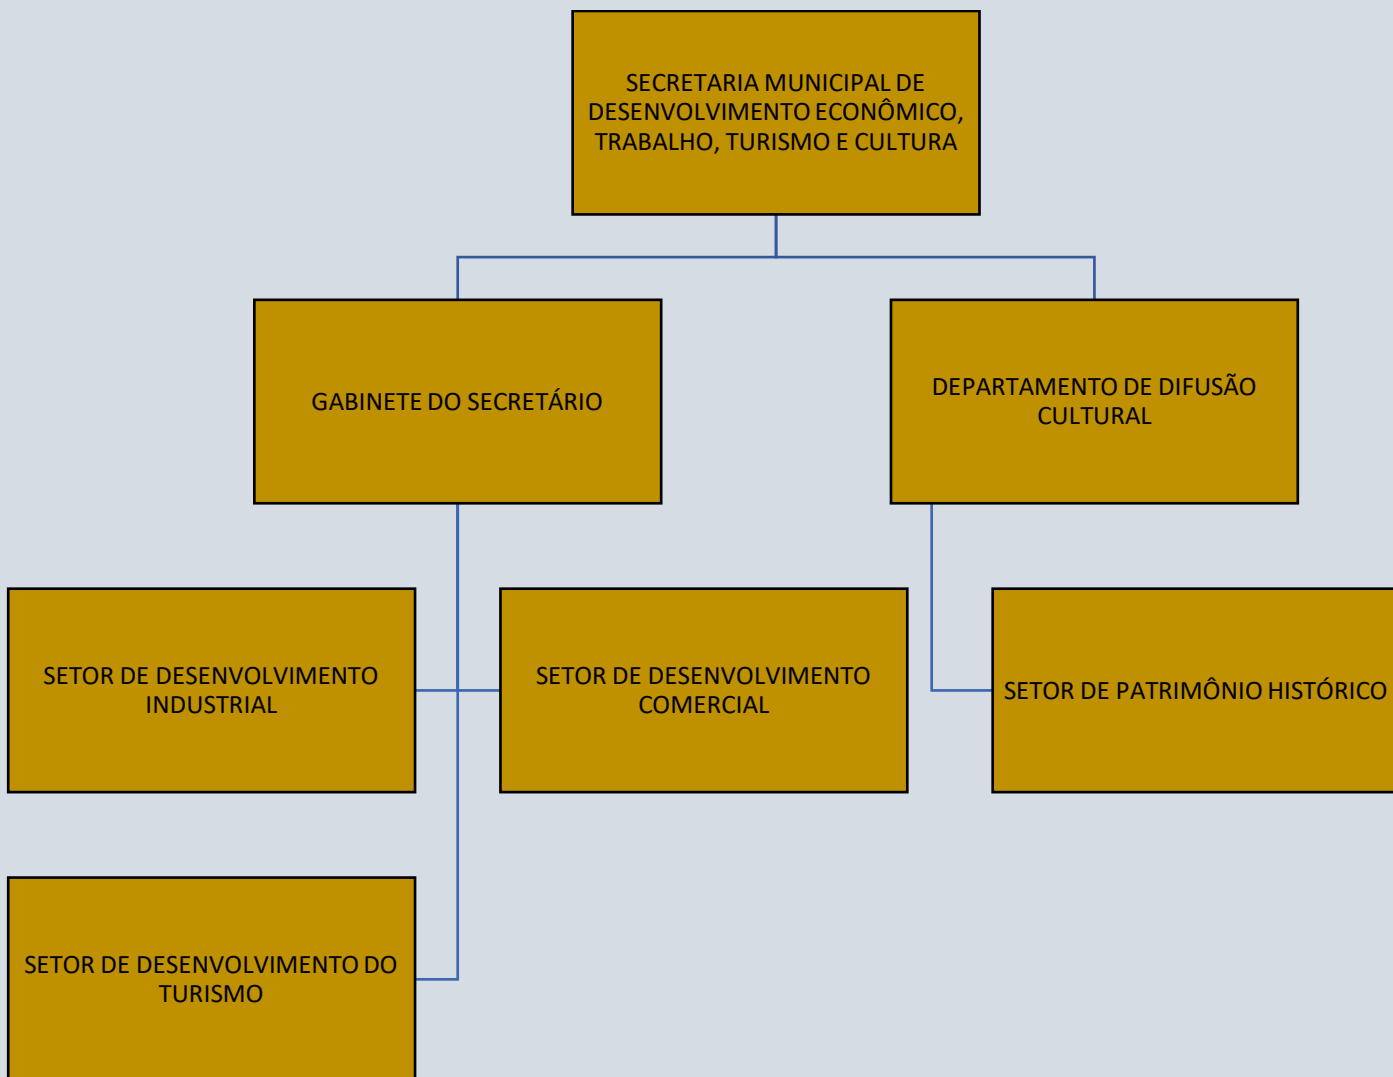 SECRETARIA MUNICIPAL DE
DESENVOLVIMENTO ECONÔMICO,
TRABALHO, TURISMO E CULTURA
GABINETE DO SECRETÁRIO
DEPARTAMENTO DE DIFUSÃO
CULTURAL
SETOR DE DESENVOLVIMENTO
INDUSTRIAL
SETOR DE DESENVOLVIMENTO
COMERCIAL
SETOR DE PATRIMÔNIO HISTÓRICO
SETOR DE DESENVOLVIMENTO DO
TURISMO